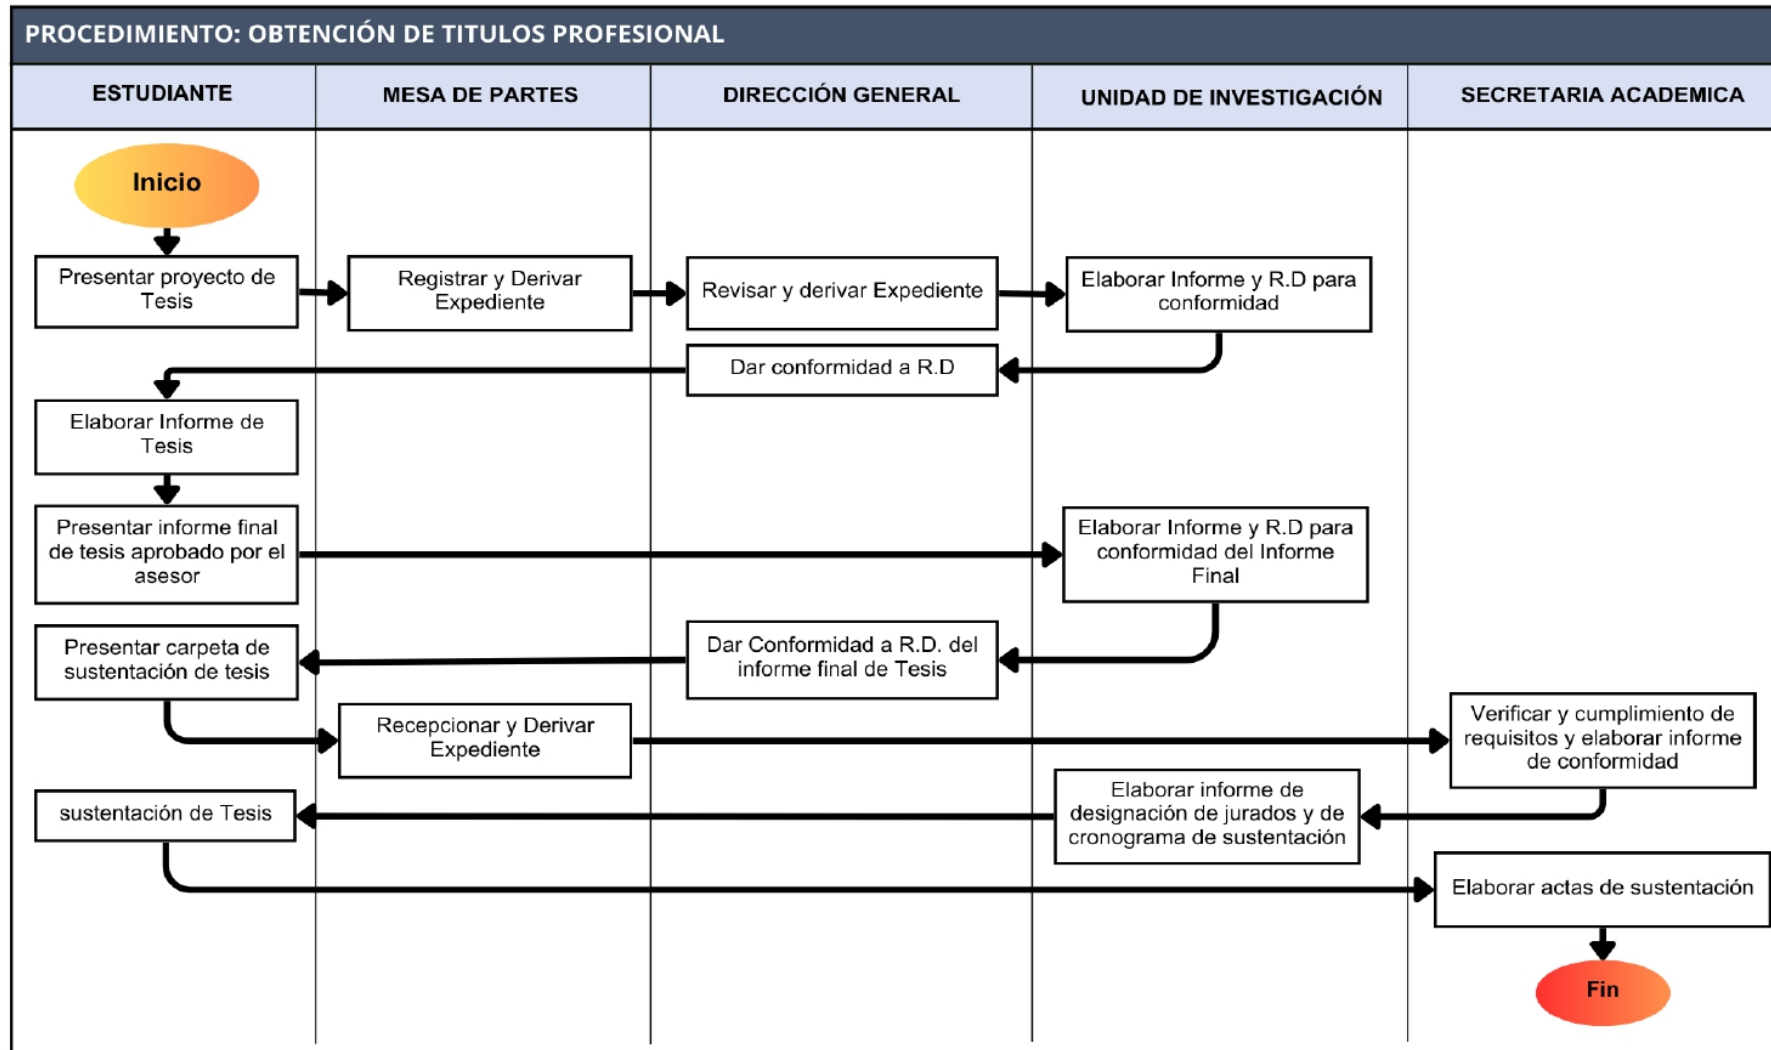 PROCEDIMIENTO: OBTENCIÓN DE TITULOS PROFESIONAL
ESTUDIANTE
MESA DE PARTES
DIRECCIÓN GENERAL
UNIDAD DE INVESTIGACIÓN
SECRETARIA ACADEMICA
Inicio
Presentar proyecto de
Tesis
Registrar y Derivar
Expediente
Revisar y derivar Expediente
Elaborar Informe y R.D para
conformidad
Dar conformidad a R.D
Elaborar Informe de
Tesis
Presentar informe final
de tesis aprobado por el
asesor
Elaborar Informe y R.D para
conformidad del Informe
Final
Dar Conformidad a R.D. del
informe final de Tesis
Presentar carpeta de
sustentación de tesis
Recepcionar y Derivar
Expediente
Verificar y cumplimiento de
requisitos y elaborar informe
de conformidad
Elaborar informe de
designación de jurados y de
cronograma de sustentación
sustentación de Tesis
Elaborar actas de sustentación
Fin